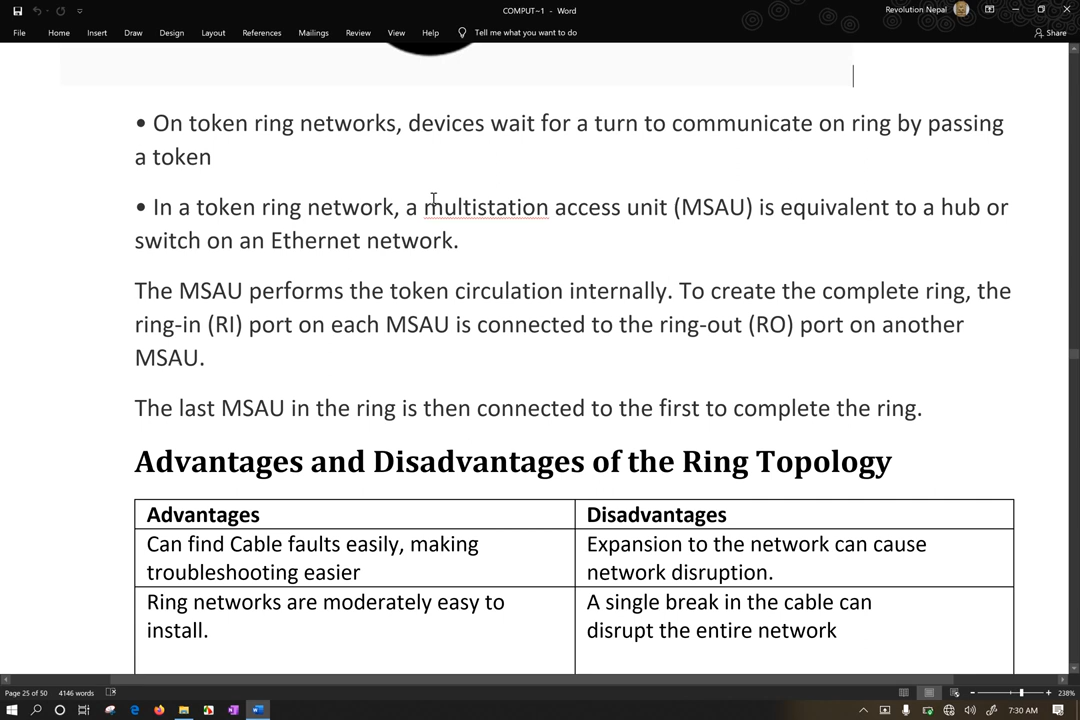 COMPUT~1 - Word
Revolution Nepal
File Home Insert Draw Design Layout References Mailings Review View Help Tell me what you want to do Share
• On token ring networks, devices wait for a turn to communicate on ring by passing
a token
• In a token ring network, a multistation access unit (MSAU) is equivalent to a hub or
switch on an Ethernet network.
The MSAU performs the token circulation internally. To create the complete ring, the
ring-in (RI) port on each MSAU is connected to the ring-out (RO) port on another
MSAU.
The last MSAU in the ring is then connected to the first to complete the ring.
Advantages and Disadvantages of the Ring Topology
Advantages
Disadvantages
Can find Cable faults easily, making
troubleshooting easier
Expansion to the network can cause
network disruption.
Ring networks are moderately easy to
install.
A single break in the cable can
disrupt the entire network
Page 25 of 50 4146 words 238%
7:30 AM